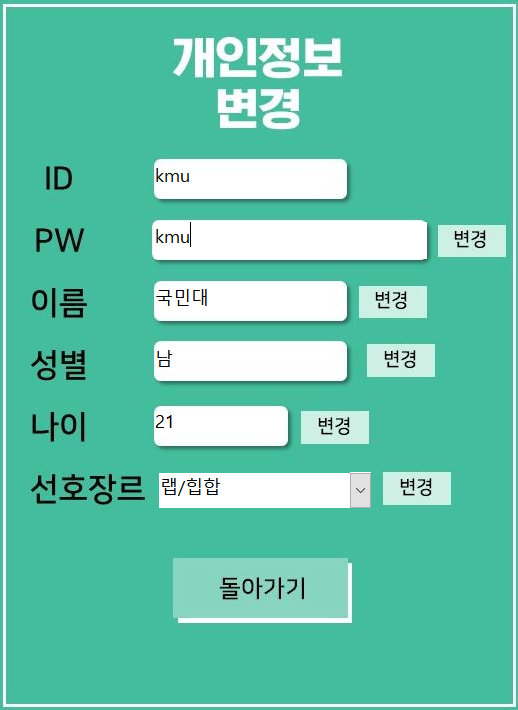 개인정보
변경
ID kmu
PW kmu 변경
이름 국민대 변경
성별 남 변경
나이 21 변경
선호장르 랩/힙합 변경
돌아가기